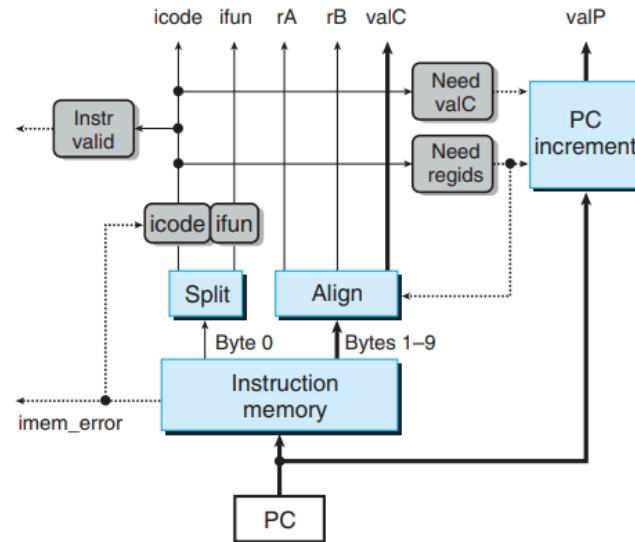 icode ifun rA rB valC valP
Need
valC
Instr
valid
PC
increment
Need
regids
icode ifun
Split
Align
Byte 0
Bytes 1–9
Instruction
memory
imem_error
PC